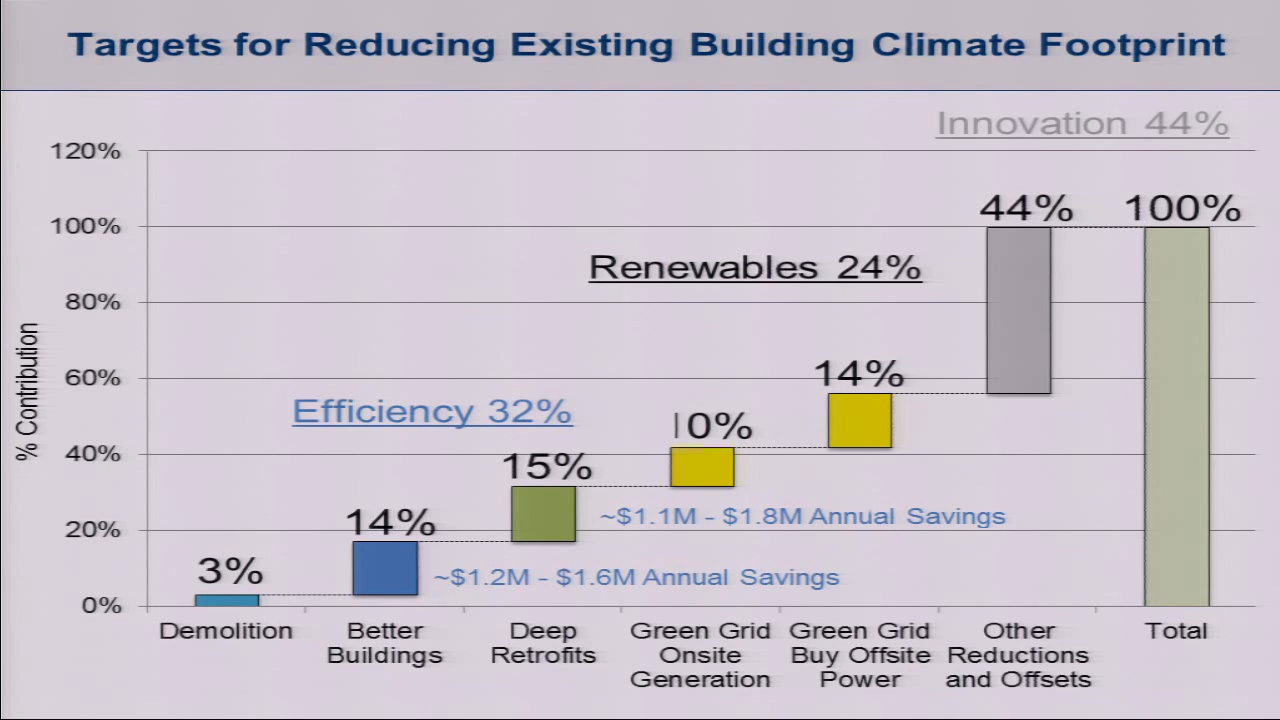 Targets for Reducing Existing Building Climate Footprint
Innovation 44%
120%
100%
80%
60%
40%
20%
0%
% Contribution
44%
100%
Renewables 24%
14%
Efficiency 32%
10%
15%
14%
3%
~$1.1M - $1.8M Annual Savings
~$1.2M - $1.6M Annual Savings
Demolition
Better
Buildings
Deep
Retrofits
Green Grid
Onsite
Generation
Green Grid
Buy Offsite
Power
Other
Reductions
and Offsets
Total